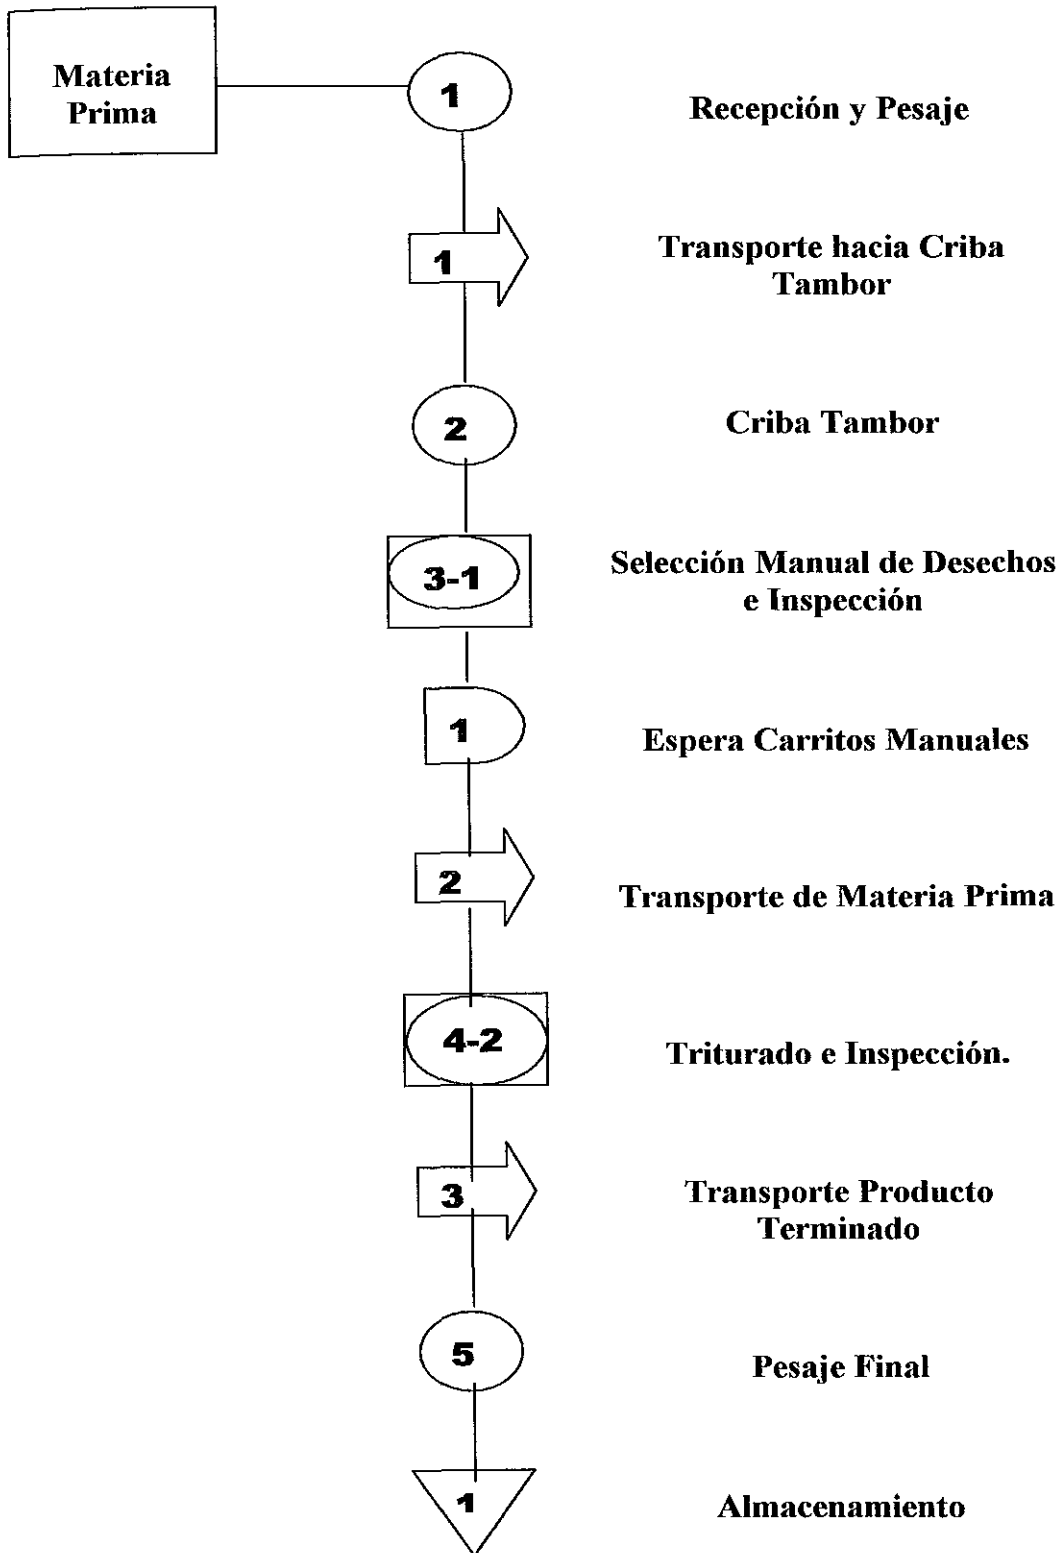 Materia
Prima
1
Recepción y Pesaje
1
Transporte hacia Criba
Tambor
2
Criba Tambor
3-1
Selección Manual de Desechos
e Inspección
1
Espera Carritos Manuales
2
Transporte de Materia Prima
4-2
Triturado e Inspección.
3
Transporte Producto
Terminado
5
Pesaje Final
1
Almacenamiento